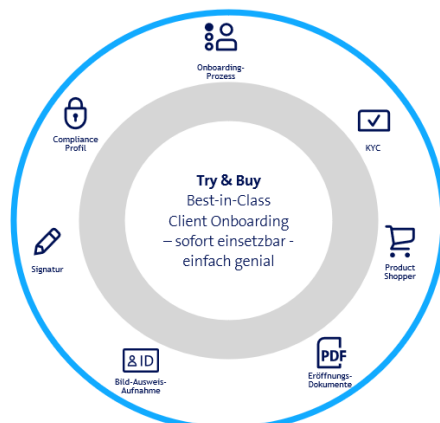 Onboarding-
Prozess
Compliance
Profil
KYC
Try & Buy
Best-in-Class
Client Onboarding
– sofort einsetzbar -
einfach genial
Signatur
Product
Shopper
ID
Bild-Ausweis-
Aufnahme
PDF
Eröffnungs-
Dokumente